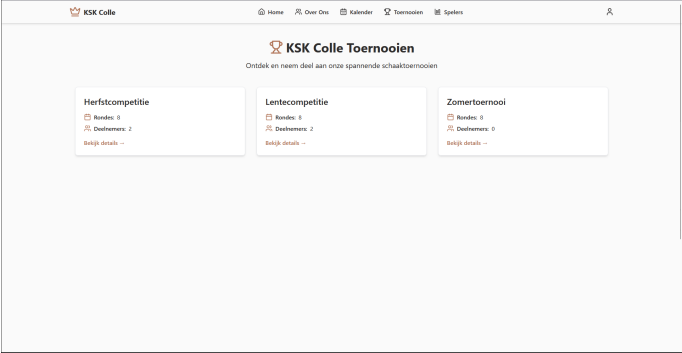 KSK Colle
Home Over Ons Kalender Toernooien Spelers
KSK Colle Toernooien
Ontdek en neem deel aan onze spannende schaaktoernooien
Herfstcompetitie
Rondes: 8
Deelnemers: 2
Bekijk details →
Lentecompetitie
Rondes: 8
Deelnemers: 2
Bekijk details →
Zomertoernooi
Rondes: 8
Deelnemers: 0
Bekijk details →